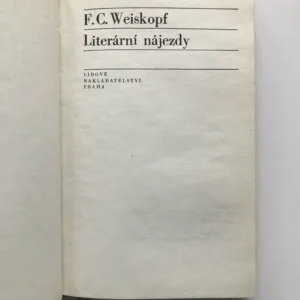 F. C. Weiskopf
Literární nájezdy
LIDOVÉ
NAKLADATELSTVÍ
PRAHA